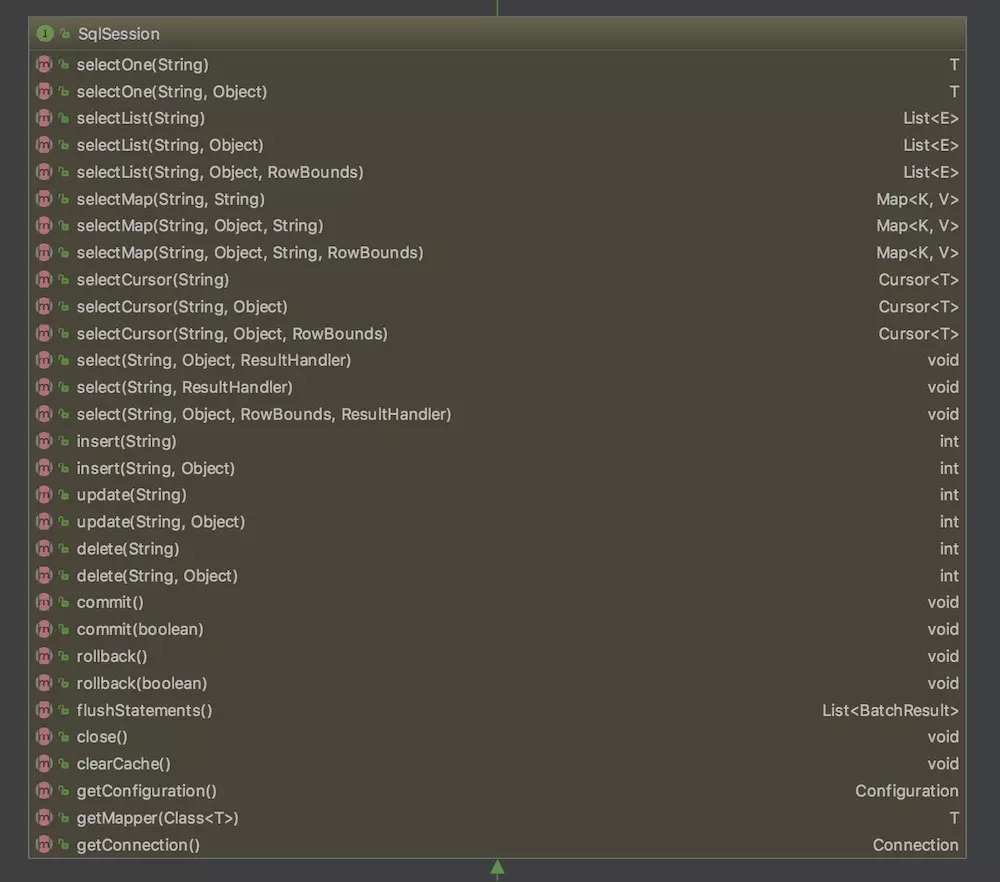 SqlSession
selectOne(String) T
selectOne(String, Object) T
selectList(String) List<E>
selectList(String, Object) List<E>
selectList(String, Object, RowBounds) List<E>
selectMap(String, String) Map<K, V>
selectMap(String, Object, String) Map<K, V>
selectMap(String, Object, String, RowBounds) Map<K, V>
selectCursor(String) Cursor<T>
selectCursor(String, Object) Cursor<T>
selectCursor(String, Object, RowBounds) Cursor<T>
select(String, Object, ResultHandler) void
select(String, ResultHandler) void
select(String, Object, RowBounds, ResultHandler) void
insert(String) int
insert(String, Object) int
update(String) int
update(String, Object) int
delete(String) int
delete(String, Object) int
commit() void
commit(boolean) void
rollback() void
rollback(boolean) void
flushStatements() List<BatchResult>
close() void
clearCache() void
getConfiguration() Configuration
getMapper(Class<T>) T
getConnection() Connection